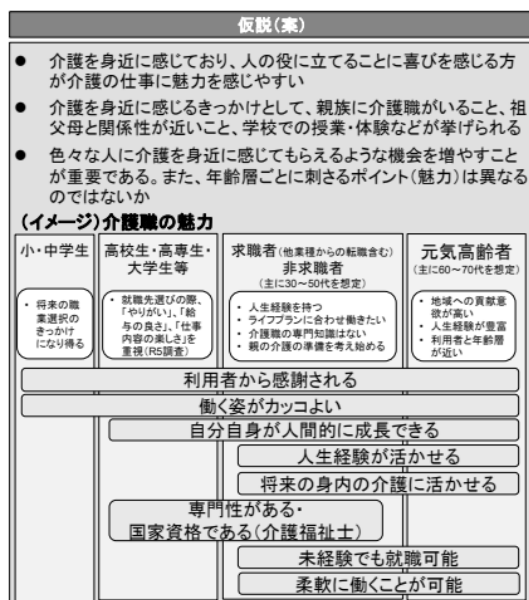 仮説(案)
● 介護を身近に感じており、人の役に立てることに喜びを感じる方
が介護の仕事に魅力を感じやすい
● 介護を身近に感じるきっかけとして、親族に介護職がいること、祖
父母と関係性が近いこと、学校での授業・体験などが挙げられる
● 色々な人に介護を身近に感じてもらえるような機会を増やすこと
が重要である。また、年齢層ごとに刺さるポイント(魅力)は異なる
のではないか
(イメージ)介護職の魅力
小・中学生
• 将来の職
業選択の
きっかけ
になり得る
高校生・高専生・
大学生等
• 就職先選びの際、
「やりがい」、「給
与の良さ」、「仕事
内容の楽しさ」を
重視(R5調査)
求職者(他業種からの転職含む)
非求職者
(主に30~50代を想定)
• 人生経験を持つ
• ライフプランに合わせ働きたい
• 介護職の専門知識はない
• 親の介護の準備を考え始める
元気高齢者
(主に60~70代を想定)
• 地域への貢献意
欲が高い
• 人生経験が豊富
• 利用者と年齢層
が近い
利用者から感謝される
働く姿がカッコよい
自分自身が人間的に成長できる
人生経験が活かせる
将来の身内の介護に活かせる
専門性がある・
国家資格である(介護福祉士)
未経験でも就職可能
柔軟に働くことが可能